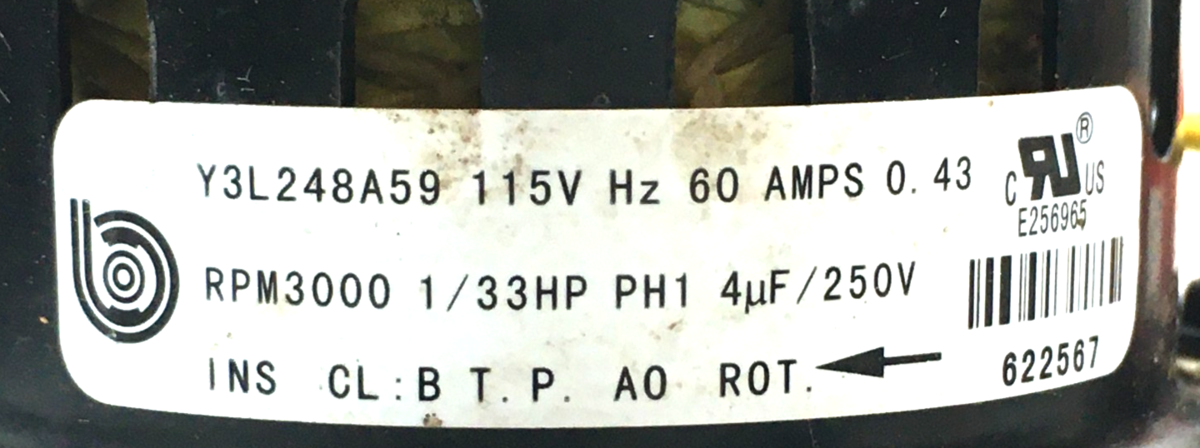 Y3L248A59 115V Hz 60 AMPS 0.43
C RU® US
E256965
RPM3000 1/33HP PH1 4μF/250V
INS CL:B T.P. AO ROT.
622567